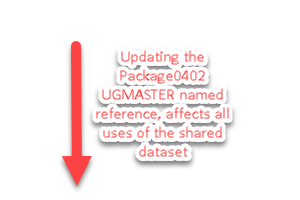 Updating the
Package0402
UGMASTER named
reference, affects all
uses of the shared
dataset